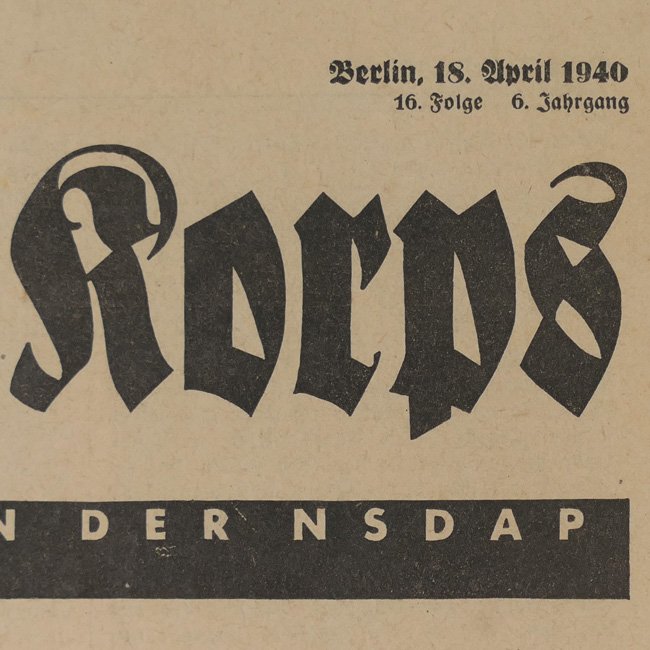 Berlin, 18. April 1940
16. Folge 6. Jahrgang
Korps
N DER NSDAP